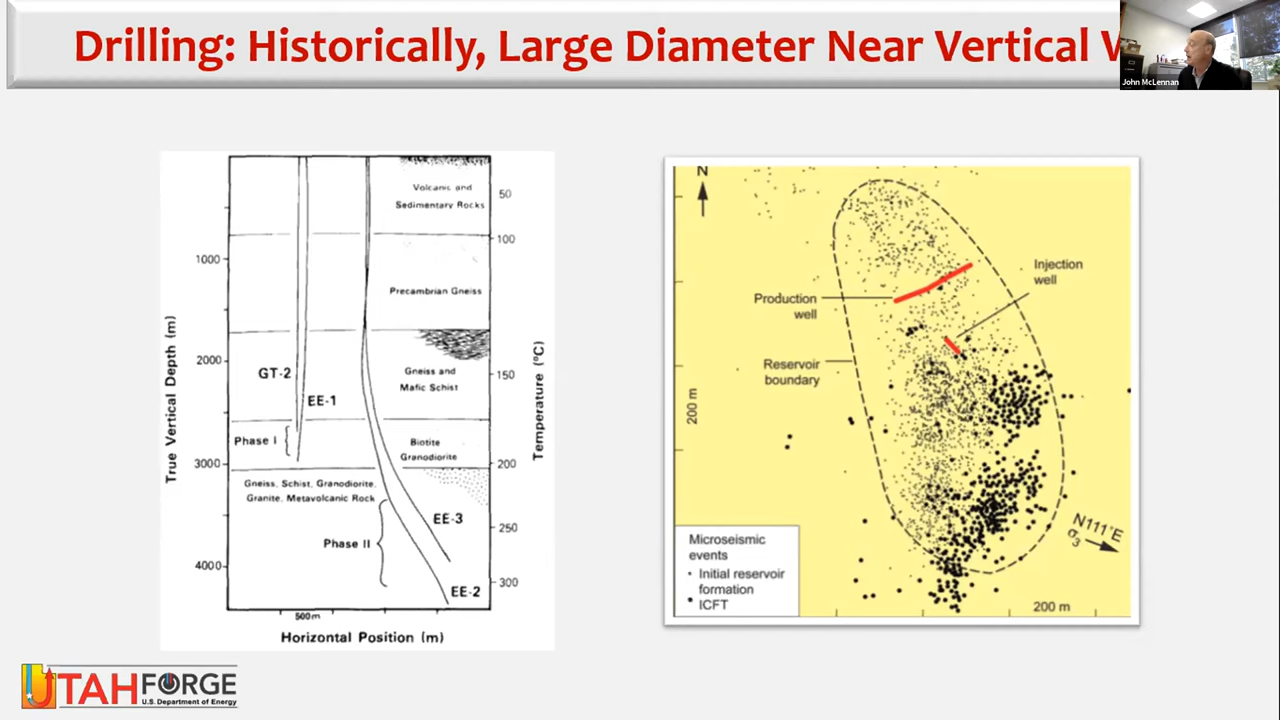 Drilling: Historically, Large Diameter Near Vertical
John McLennan
Volcanic and
Sedimentary Rocks
50
100
1000
Precambrian Gneiss
True Vertical Depth (m)
Temperature (°C)
2000
GT-2
EE-1
Gneiss and
Mafic Schist
150
Phase I
Biotite
Granodiorite
3000
200
Gneiss, Schist, Granodiorite,
Granite, Metavolcanic Rock
EE-3
250
Phase II
4000
EE-2
300
500m
Horizontal Position (m)
N
Injection
well
Production
well
Reservoir
boundary
200 m
N111°E
σ3
Microseismic
events
• Initial reservoir
formation
• ICFT
200 m
UTAH FORGE
U.S. Department of Energy